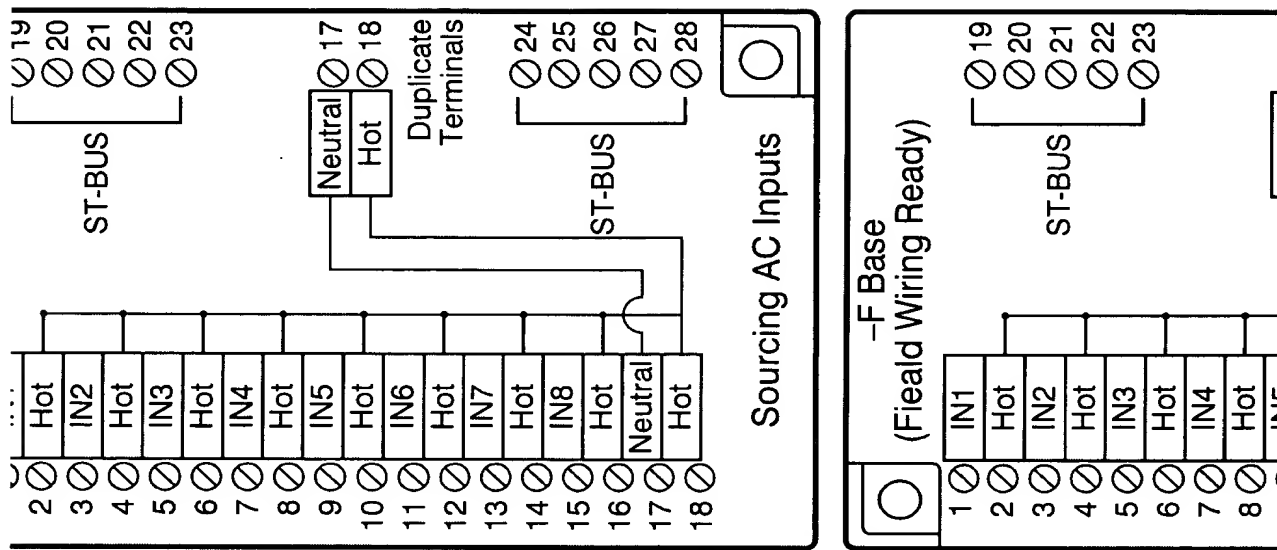 19
20
21
22
23
ST-BUS
17
18
Neutral
Hot
Duplicate
Terminals
24
25
26
27
28
ST-BUS
Hot
IN2
Hot
IN3
Hot
IN4
Hot
IN5
Hot
IN6
Hot
IN7
Hot
IN8
Hot
Neutral
Hot
2
3
4
5
6
7
8
9
10
11
12
13
14
15
16
17
18
Sourcing AC Inputs
–F Base
(Fieald Wiring Ready)
19
20
21
22
23
ST-BUS
IN1
Hot
IN2
Hot
IN3
Hot
IN4
Hot
1
2
3
4
5
6
7
8